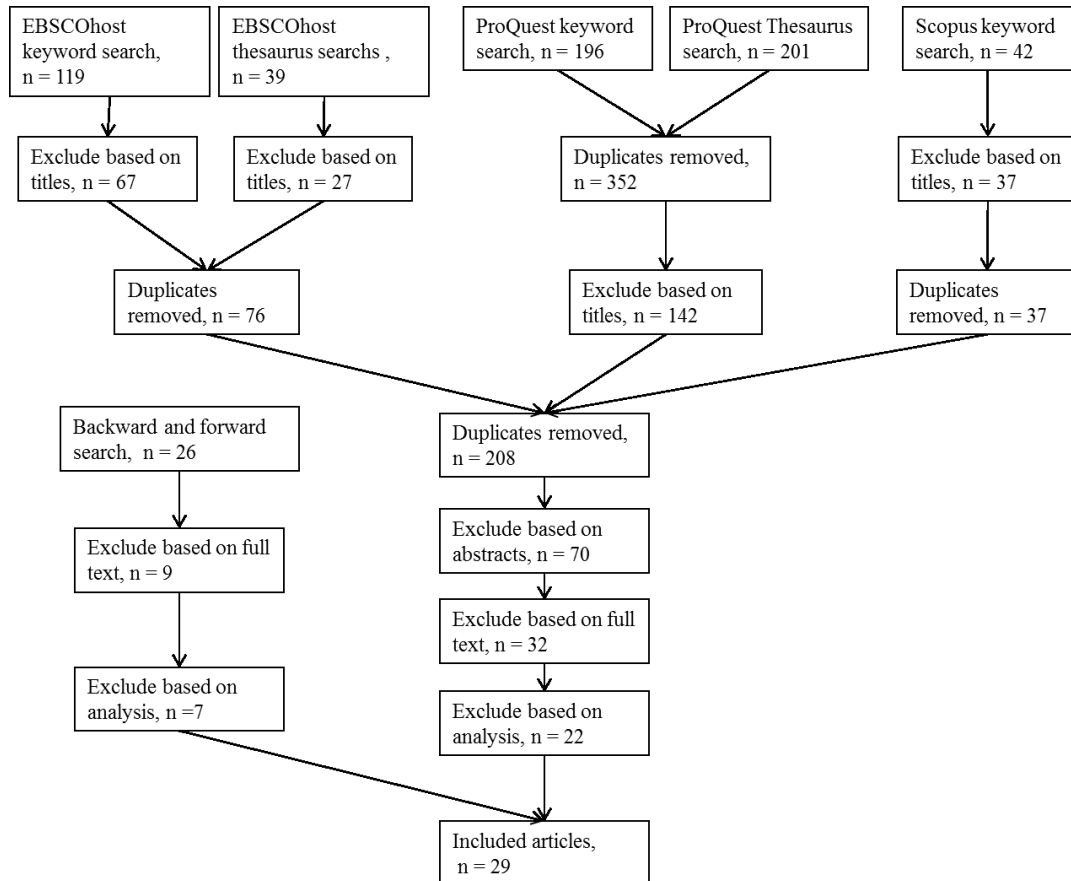 EBSCOhost
keyword search,
n = 119
EBSCOhost
thesaurus searchs ,
n = 39
ProQuest keyword
search, n = 196
ProQuest Thesaurus
search, n = 201
Scopus keyword
search, n = 42
Exclude based on
titles, n = 67
Exclude based on
titles, n = 27
Duplicates removed,
n = 352
Exclude based on
titles, n = 37
Duplicates
removed, n = 76
Exclude based on
titles, n = 142
Duplicates
removed, n = 37
Backward and forward
search,  n = 26
Duplicates removed,
n = 208
Exclude based on full
text, n = 9
Exclude based on
abstracts, n = 70
Exclude based on full
text, n = 32
Exclude based on
analysis, n =7
Exclude based on
analysis, n = 22
Included articles,
n = 29